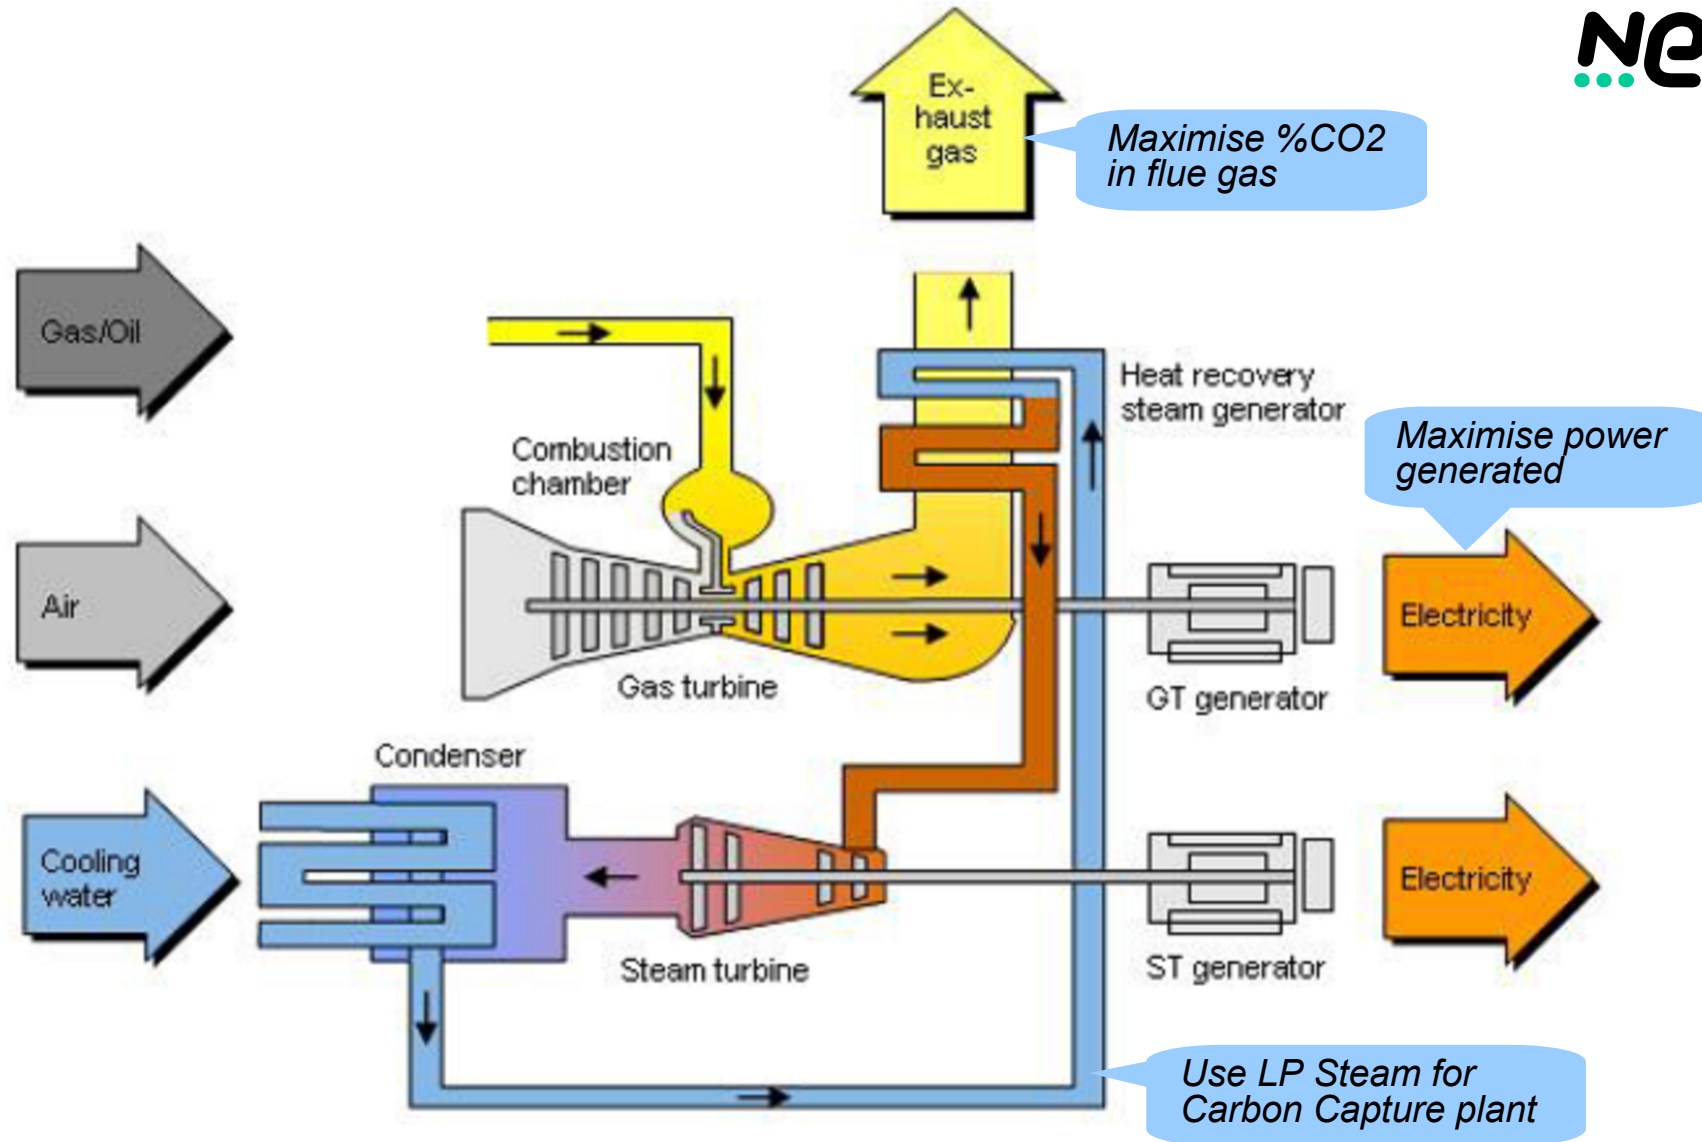 Ne
Ex-
haust
gas
Maximise %CO2
in flue gas
Gas/Oil
Heat recovery
steam generator
Maximise power
generated
Combustion
chamber
Air
Electricity
Gas turbine
GT generator
Condenser
Cooling
water
Electricity
Steam turbine
ST generator
Use LP Steam for
Carbon Capture plant